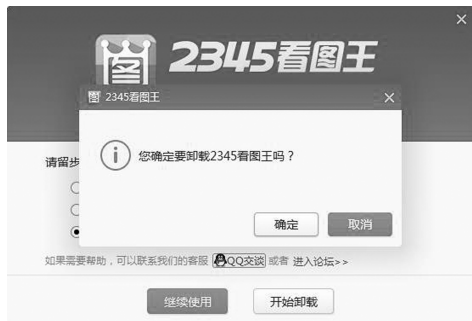 图 2345看图王
图 2345看图王
您确定要卸载2345看图王吗？
请留步
确定 取消
如果需要帮助，可以联系我们的客服 QQ交谈 或者 进入论坛>>
继续使用 开始卸载